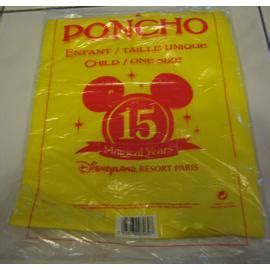 PONCHO
ENFANT / TAILLE UNIQUE
CHILD / ONE SIZE
15
Magical Years
DISNEYLAND RESORT PARIS